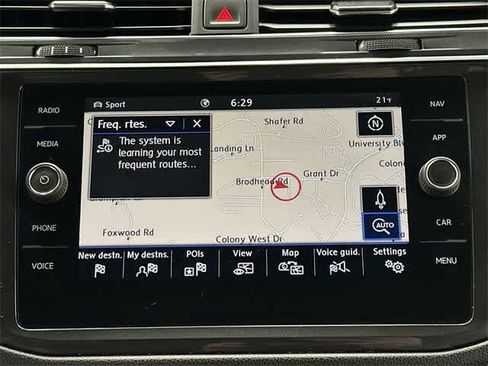 RADIO
MEDIA
PHONE
VOICE
Sport
6:29
21°F
Freq. rtes.
The system is
learning your most
frequent routes...
Shafer Rd
Landing Ln
University Blv
Colon
Grant Dr
Brodhead Rd
Foxwood Rd
Colony West Dr
N
AUTO
New destn.
My destns.
POIs
View
Map
Voice guid.
Settings
NAV
APP
CAR
MENU